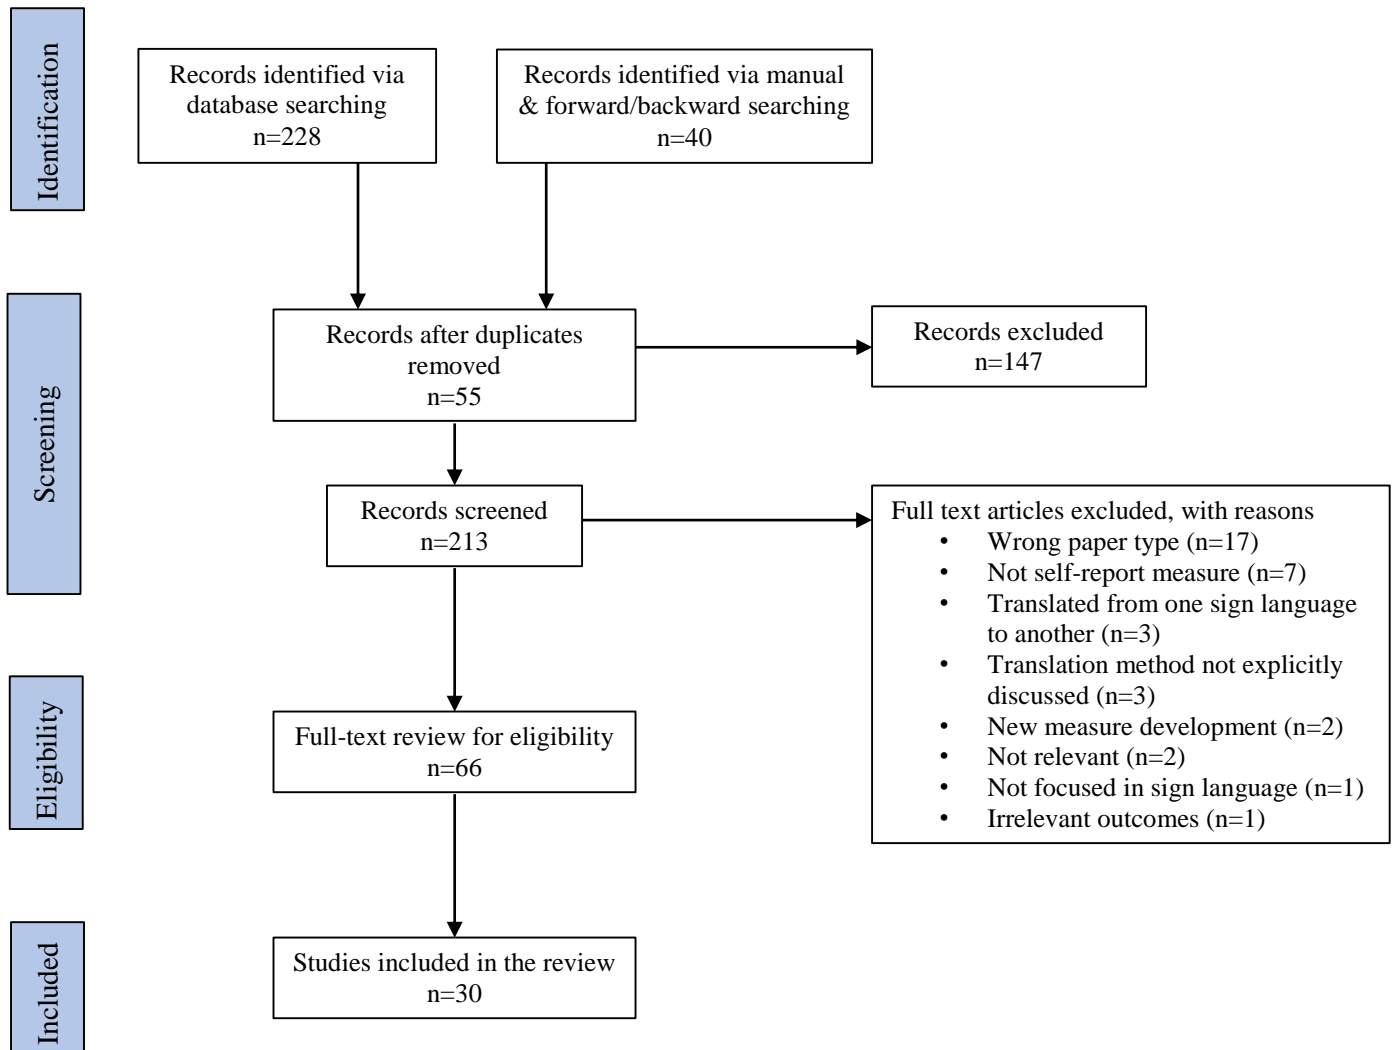 Identification
Records identified via
database searching
n=228
Records identified via manual
& forward/backward searching
n=40
Screening
Records after duplicates
removed
n=55
Records excluded
n=147
Records screened
n=213
Full text articles excluded, with reasons
• Wrong paper type (n=17)
• Not self-report measure (n=7)
• Translated from one sign language
to another (n=3)
• Translation method not explicitly
discussed (n=3)
• New measure development (n=2)
• Not relevant (n=2)
• Not focused in sign language (n=1)
• Irrelevant outcomes (n=1)
Eligibility
Full-text review for eligibility
n=66
Included
Studies included in the review
n=30